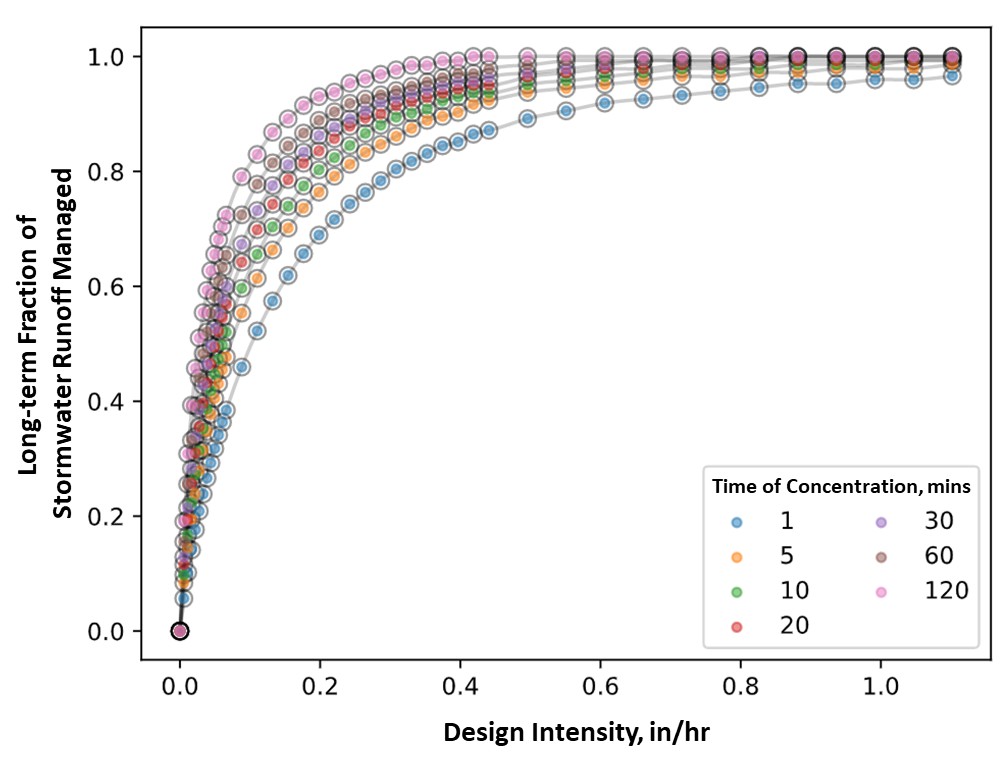 Long-term Fraction of
Stormwater Runoff Managed
1.0
0.8
0.6
0.4
0.2
0.0
Time of Concentration, mins
1
5
10
20
30
60
120
0.0 0.2 0.4 0.6 0.8 1.0
Design Intensity, in/hr